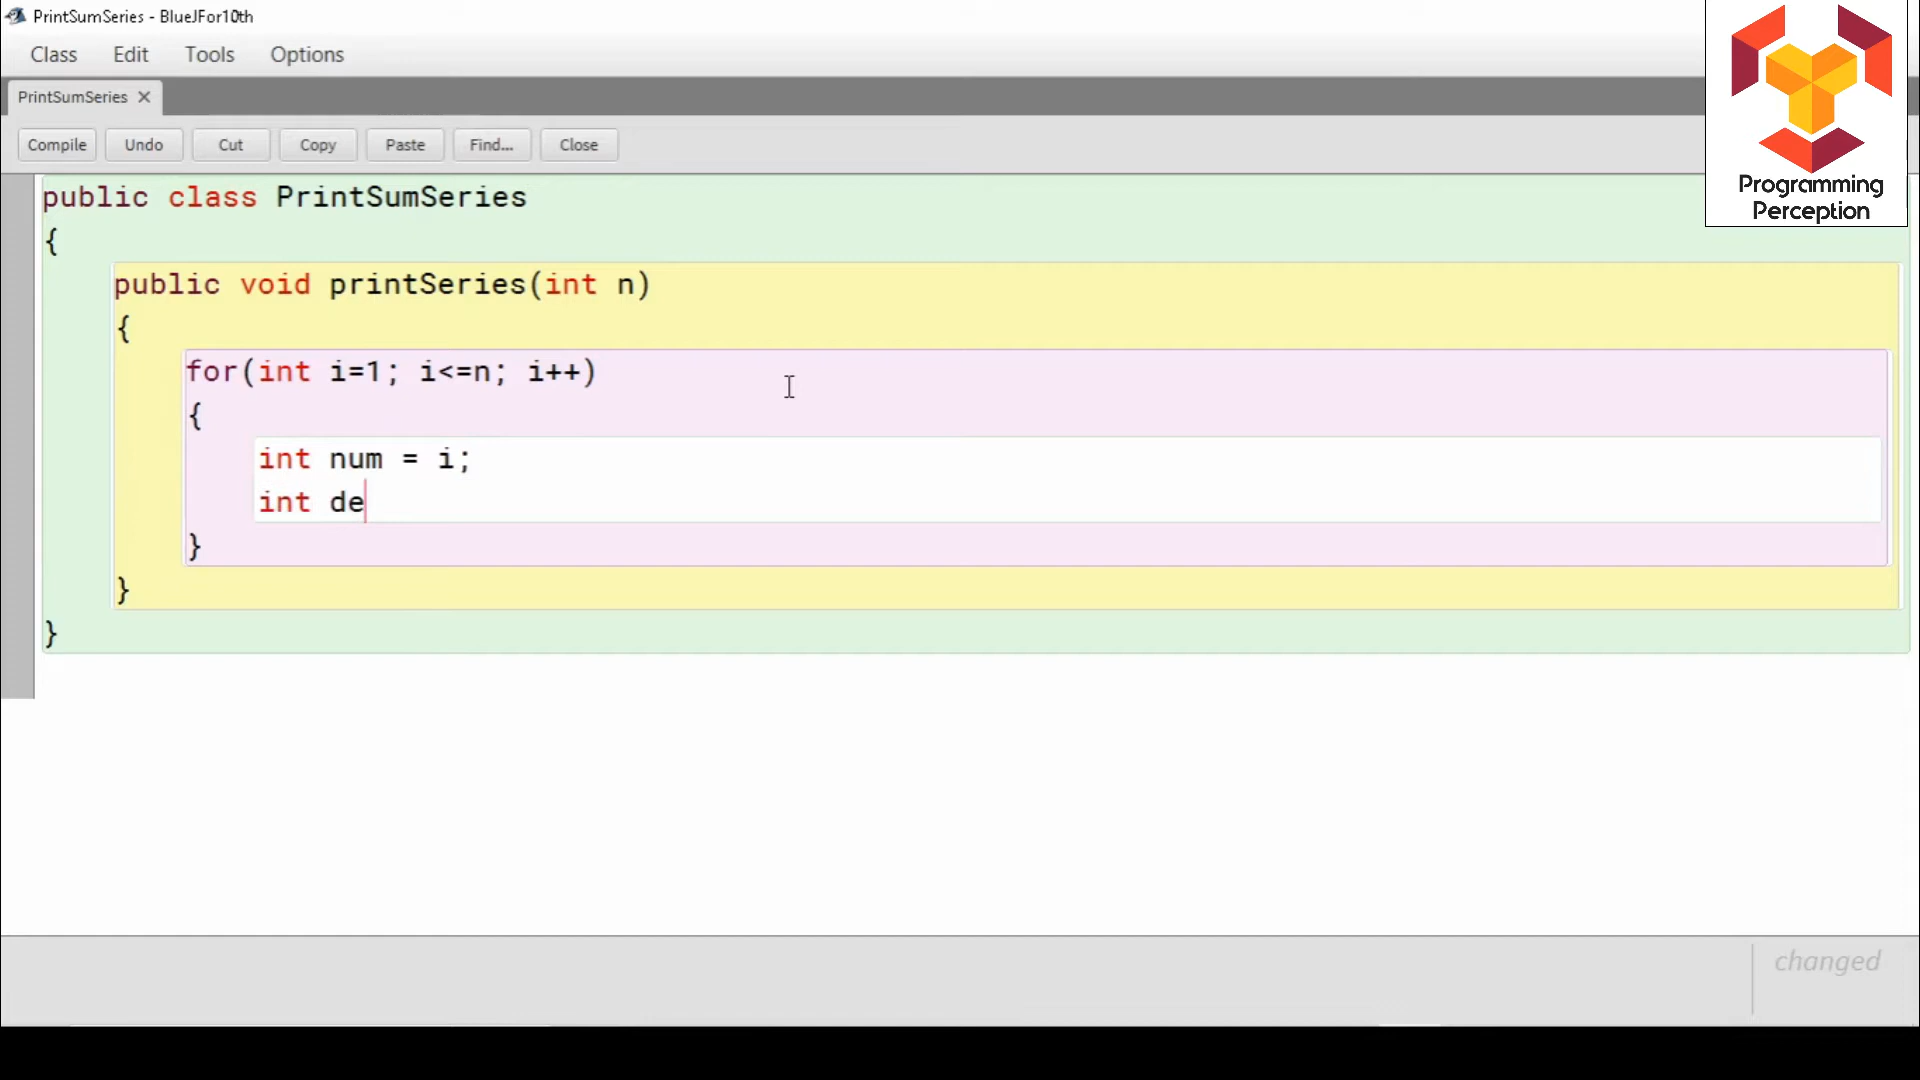 PrintSumSeries - BlueJFor10th
Class Edit Tools Options
PrintSumSeries ✕
Compile Undo Cut Copy Paste Find... Close
Programming
Perception
public class PrintSumSeries
{
public void printSeries(int n)
{
for(int i=1; i<=n; i++)
{
int num = i;
int de
}
}
}
changed